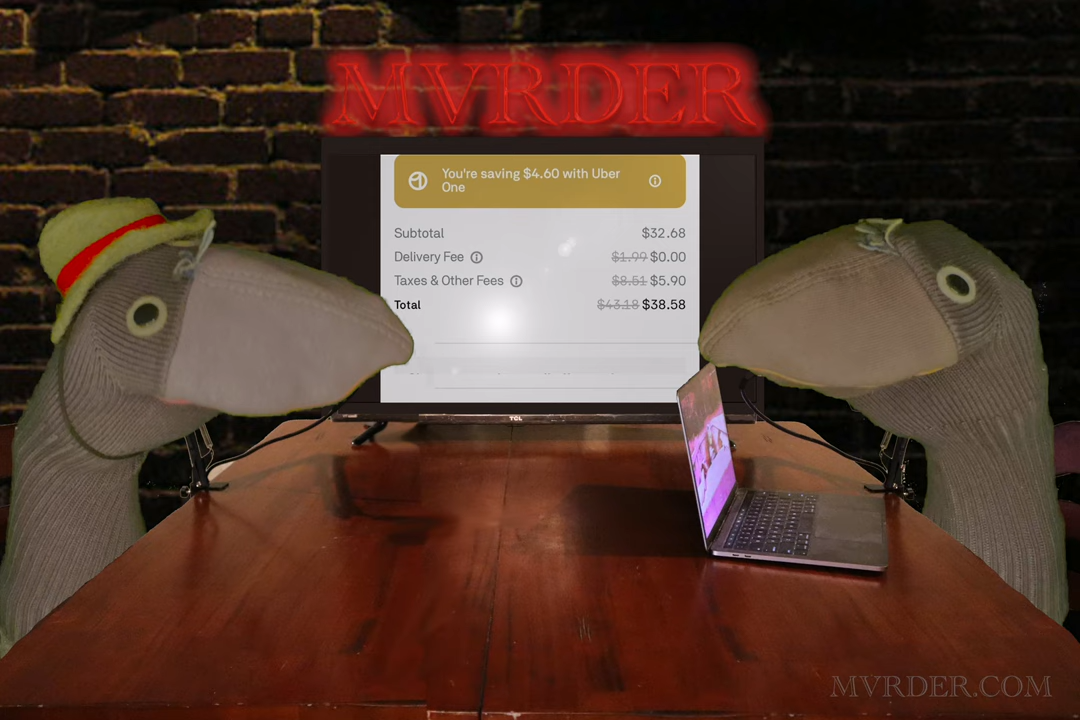 MVRDER
You're saving $4.60 with Uber
One
Subtotal $32.68
Delivery Fee $1.99 $0.00
Taxes & Other Fees $8.51 $5.90
Total $43.18 $38.58
TCL
MVRDER.COM